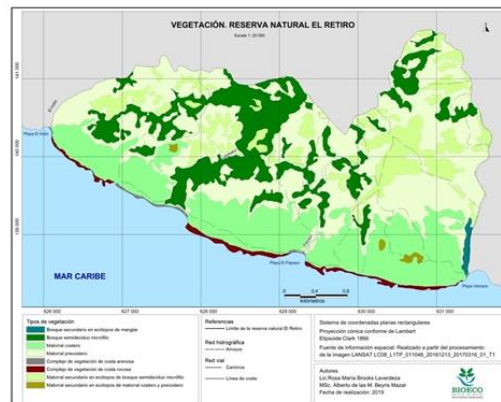 VEGETACIÓN. RESERVA NATURAL EL RETIRO
Escala 1: 20 000
141 000
140 000
139 000
Playa El Indio
Playa El Papayo
Playa Verraco
MAR CARIBE
0 0.4 0.8
kilómetros
626 000 627 000 628 000 629 000 630 000 631 000
Tipos de vegetación
Bosque secundario en ecótopos de manglar
Bosque semideciduo micrófilo
Matorral costero
Matorral precostero
Complejo de vegetación de costa arenosa
Complejo de vegetación de costa rocosa
Matorral secundario en ecótopos de bosque semideciduo micrófilo
Matorral secundario en ecótopos de matorral costero y precostero
Referencias
Límite de la reserva natural El Retiro
Red hidrográfica
Arroyos
Red vial
Caminos
Línea de costa
Sistema de coordenadas planas rectangulares
Proyección cónica conforme de Lambert
Elipsoide Clark 1866
Fuente de información espacial: Realizado a partir del procesamiento
de la imagen LANSAT LC08_L1TP_011046_20161213_20170316_01_T1
Autores
Lic Rosa María Brooks Laverdeza
MSc. Alberto de las M. Beyris Mazar
Fecha de realización: 2019
BIOECO